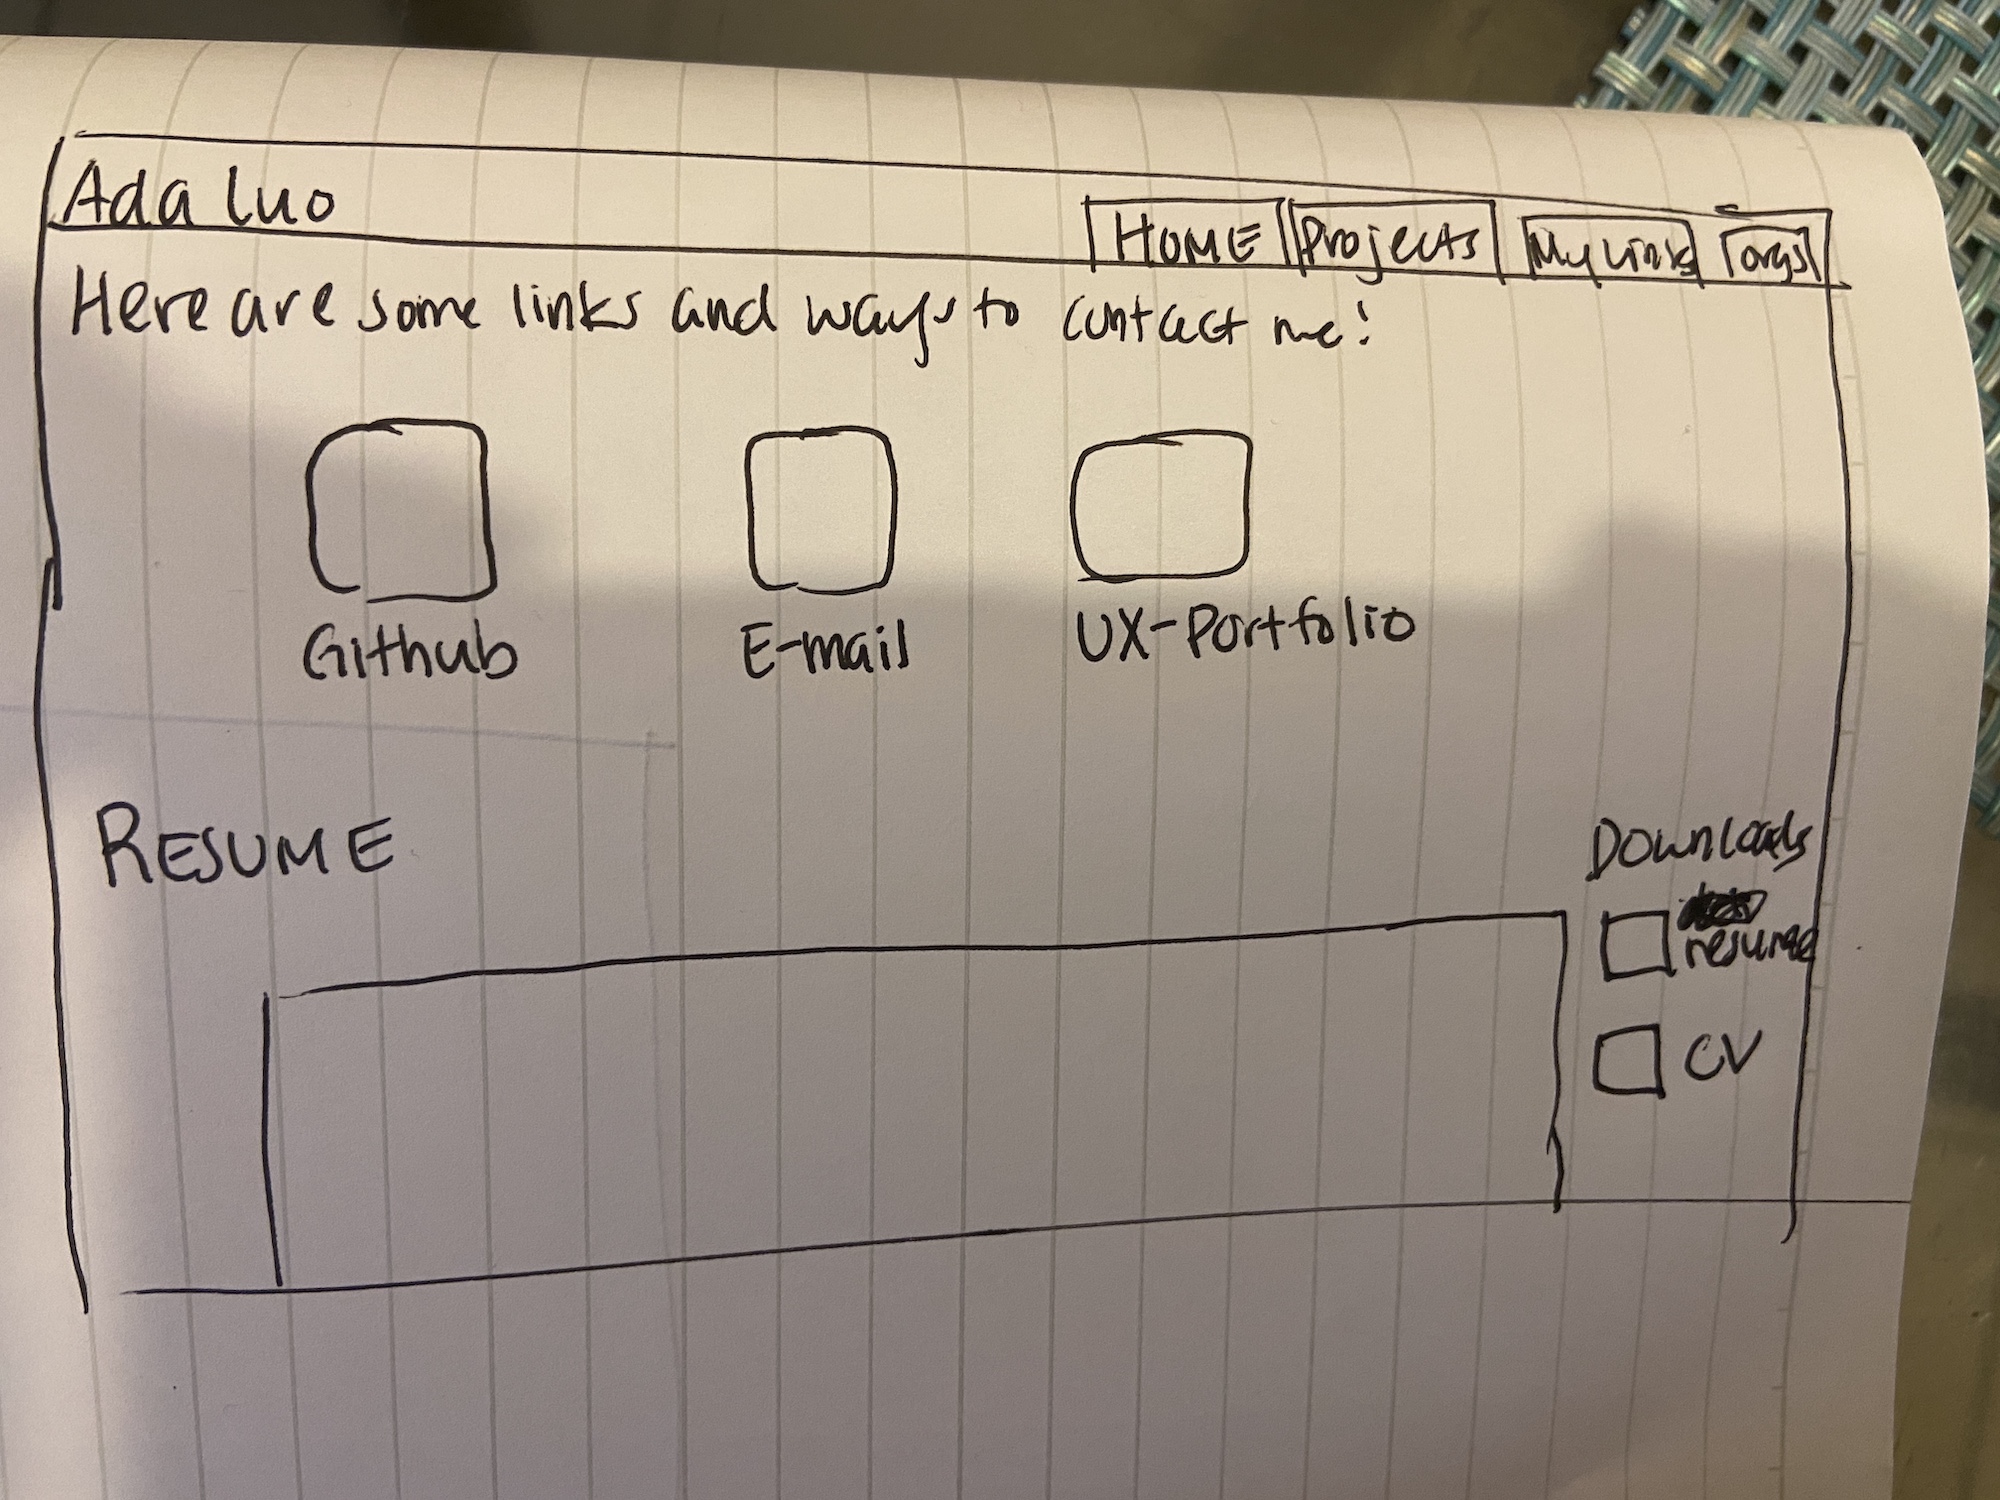 Ada Luo
HOME Projects My Links orgs
Here are some links and ways to contact me!
Github E-mail UX-Portfolio
RESUME
Downloads
resume
CV